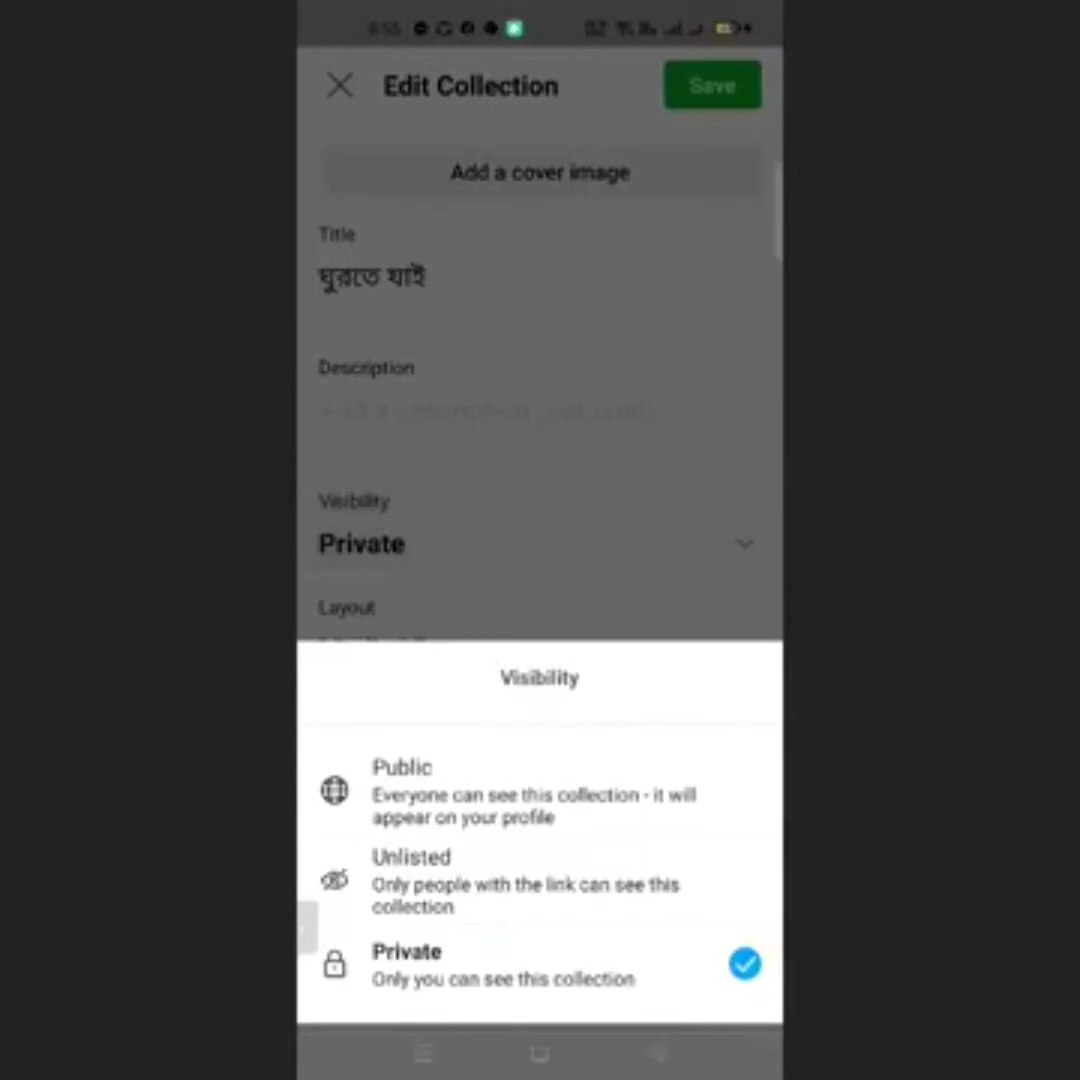 8:55
Edit Collection
Save
Add a cover image
Title
ঘুরতে যাই
Description
Visibility
Private
Layout
Visibility
Public
Everyone can see this collection - it will
appear on your profile
Unlisted
Only people with the link can see this
collection
Private
Only you can see this collection